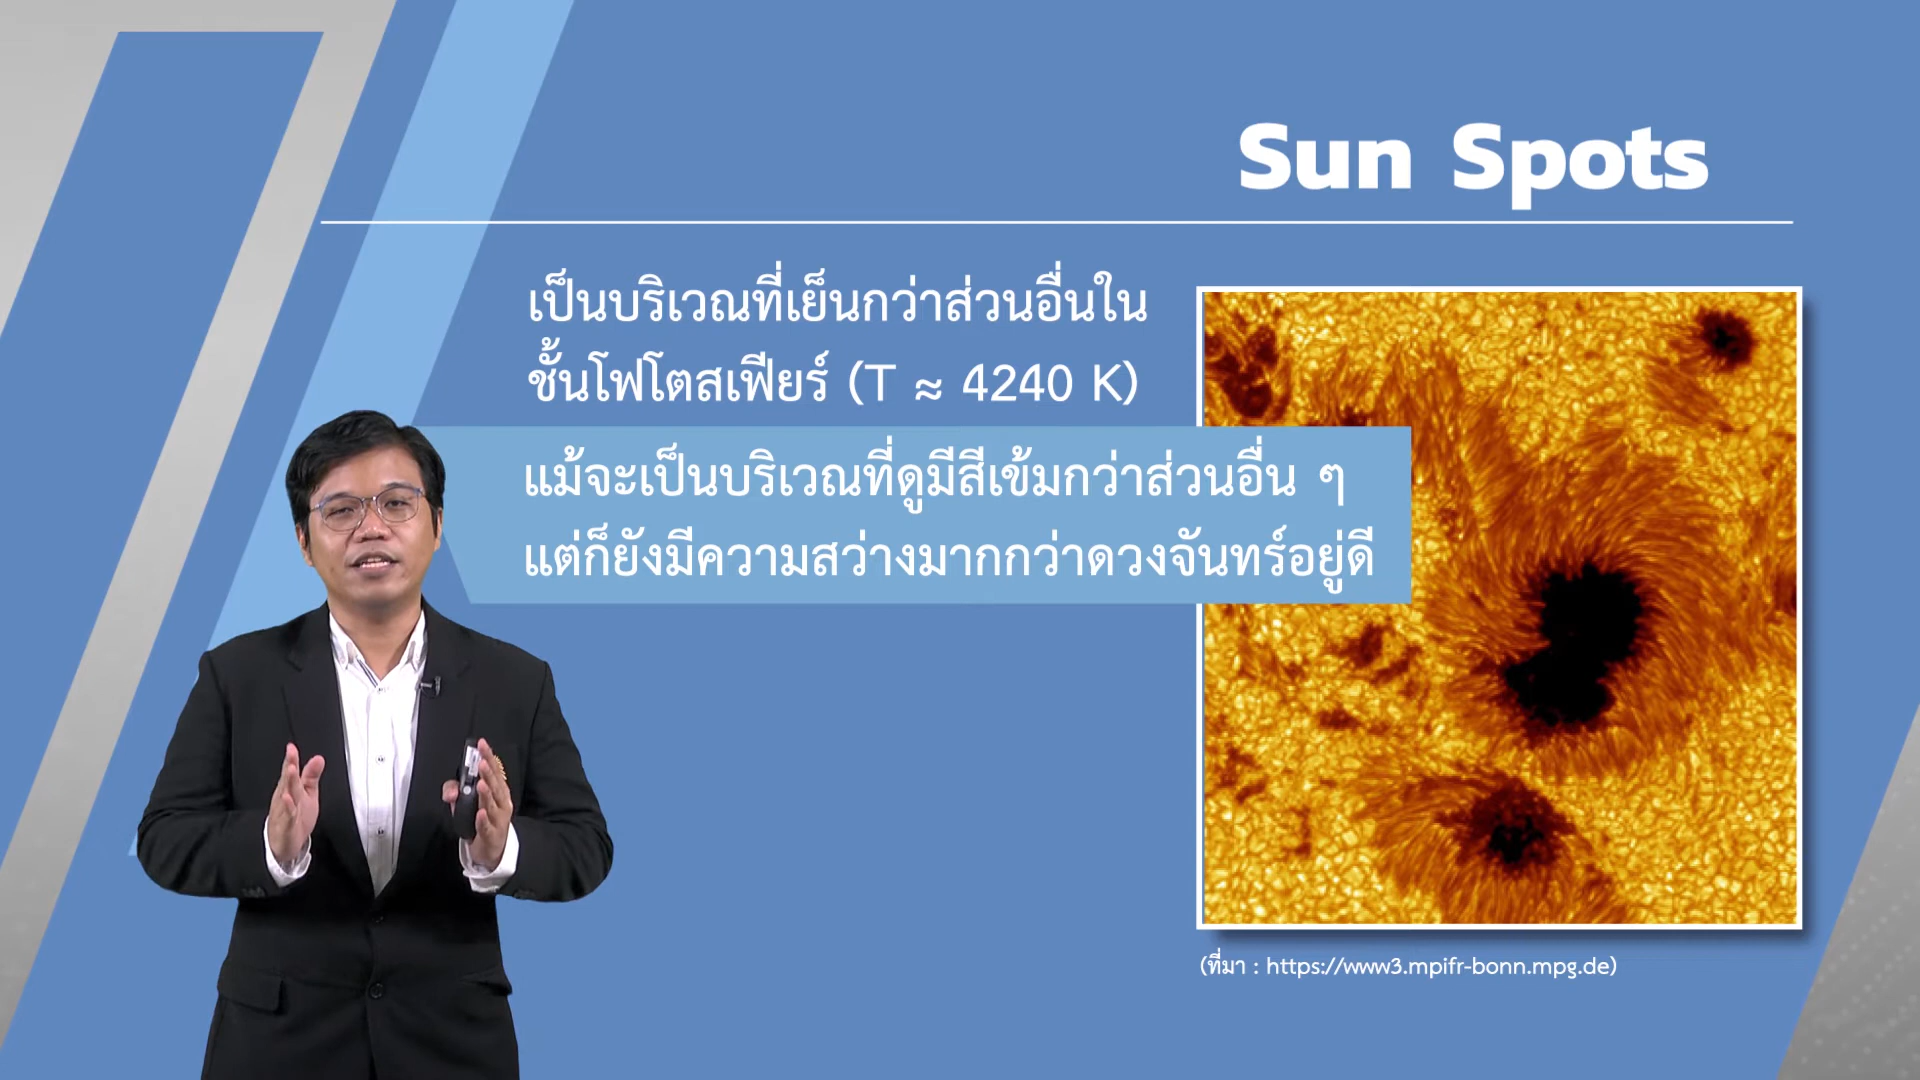 Sun Spots
เป็นบริเวณที่เย็นกว่าส่วนอื่นใน
ชั้นโฟโตสเฟียร์ (T ≈ 4240 K)
แม้จะเป็นบริเวณที่ดูมีสีเข้มกว่าส่วนอื่น ๆ
แต่ก็ยังมีความสว่างมากกว่าดวงจันทร์อยู่ดี
(ที่มา : https://www3.mpifr-bonn.mpg.de)